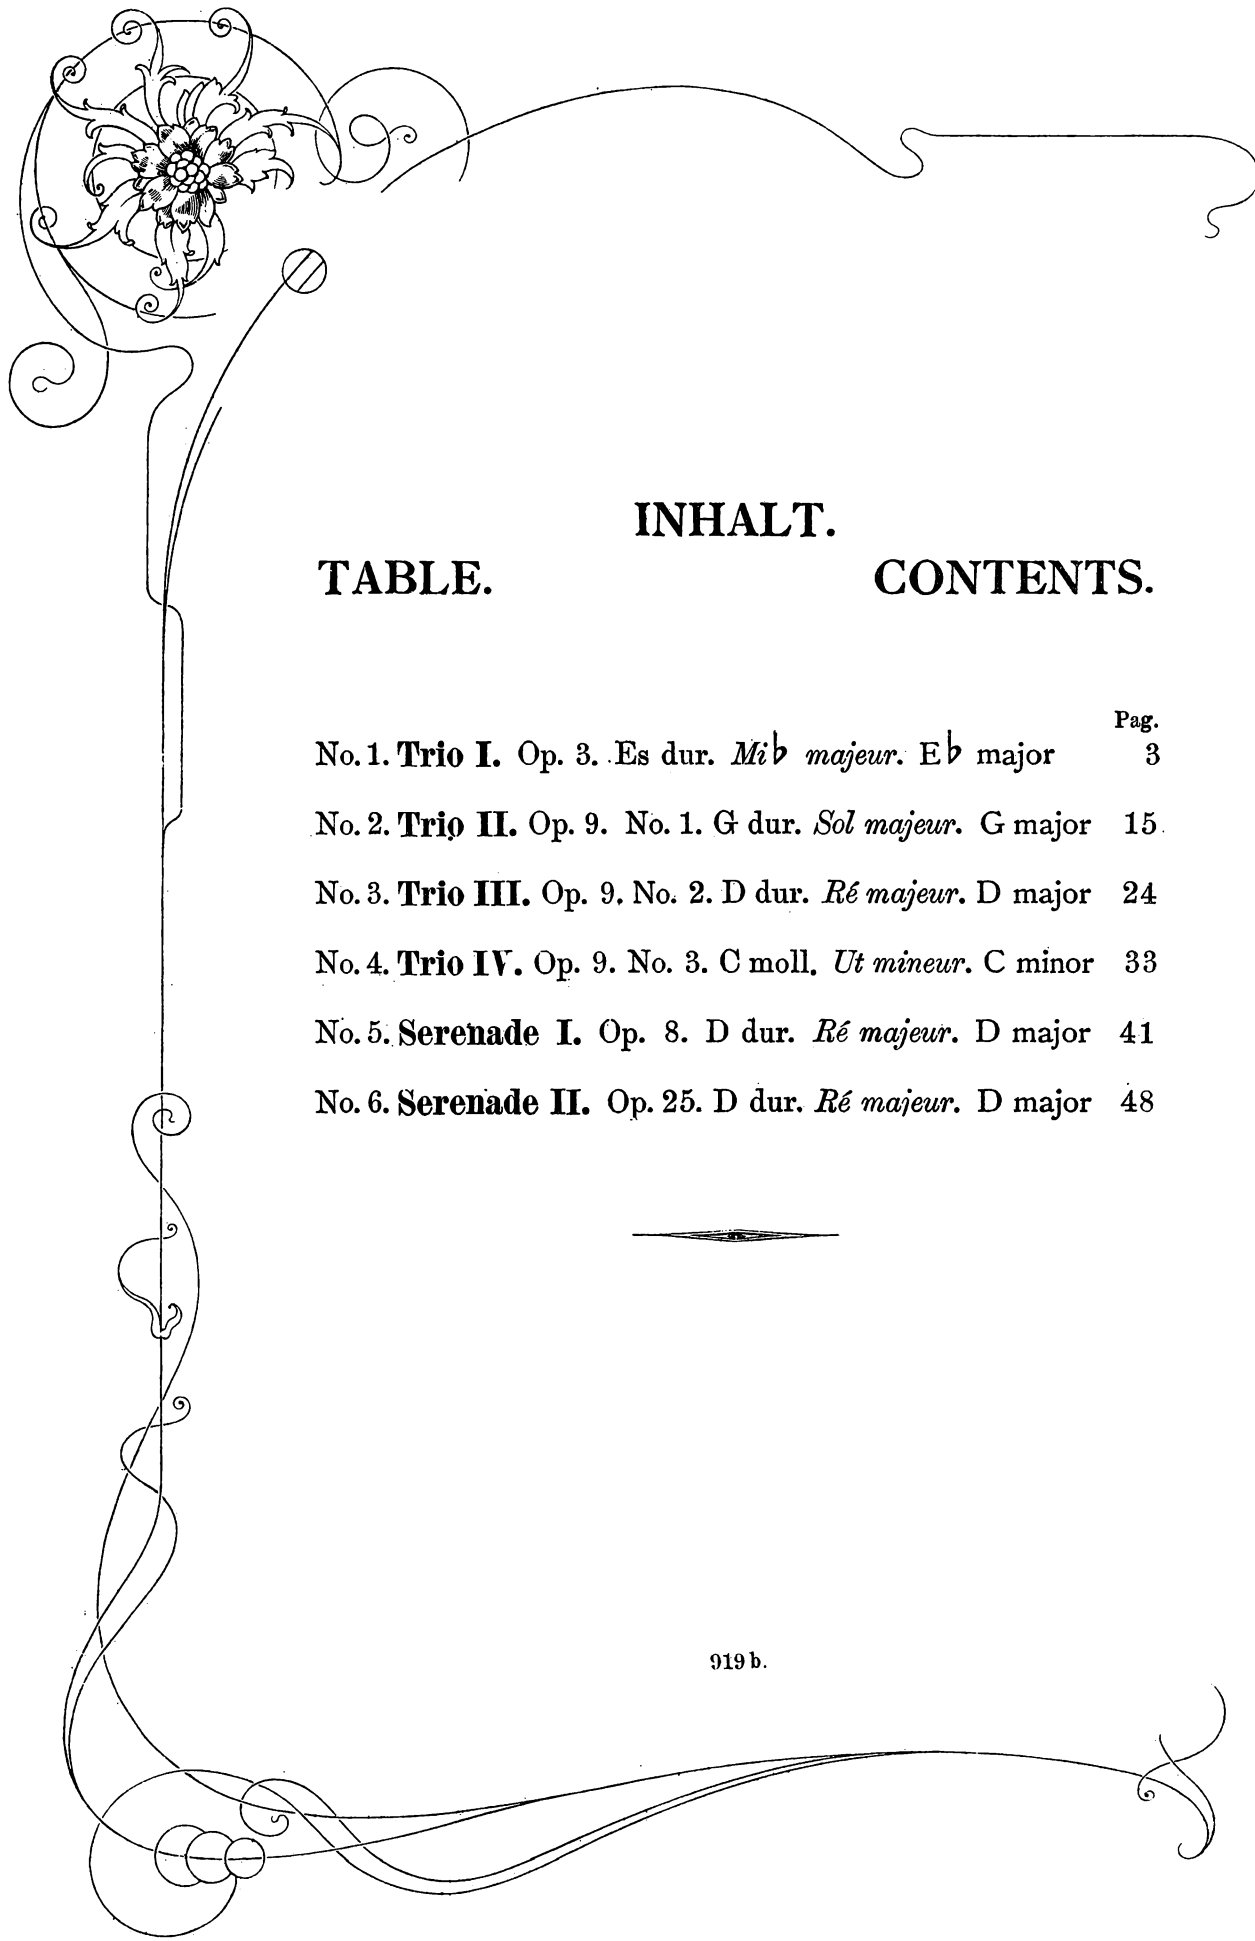 INHALT.
TABLE. CONTENTS.
Pag.
No. 1. Trio I. Op. 3. Es dur. Mi♭ majeur. E♭ major 3
No. 2. Trio II. Op. 9. No. 1. G dur. Sol majeur. G major 15
No. 3. Trio III. Op. 9. No. 2. D dur. Ré majeur. D major 24
No. 4. Trio IV. Op. 9. No. 3. C moll. Ut mineur. C minor 33
No. 5. Serenade I. Op. 8. D dur. Ré majeur. D major 41
No. 6. Serenade II. Op. 25. D dur. Ré majeur. D major 48
919 b.